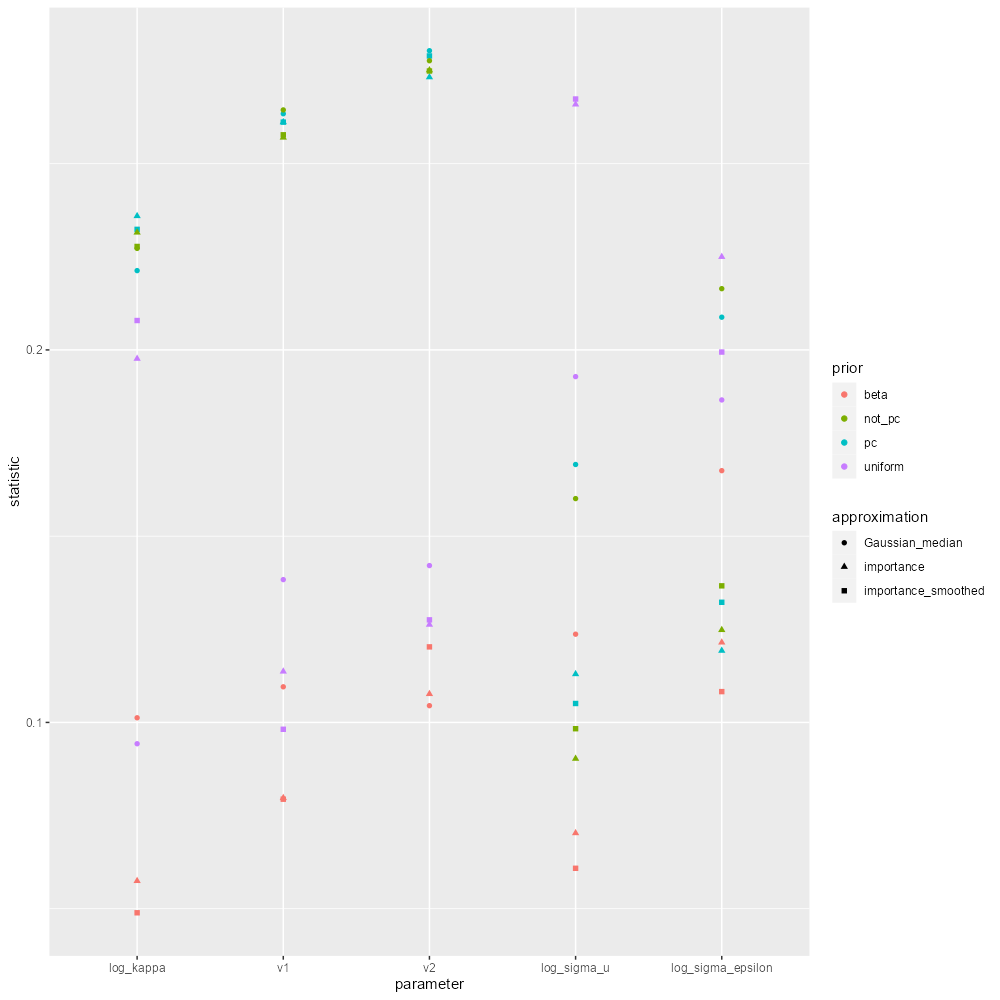 statistic
0.2
0.1
log_kappa
v1
v2
log_sigma_u
log_sigma_epsilon
parameter
prior
beta
not_pc
pc
uniform
approximation
Gaussian_median
importance
importance_smoothed